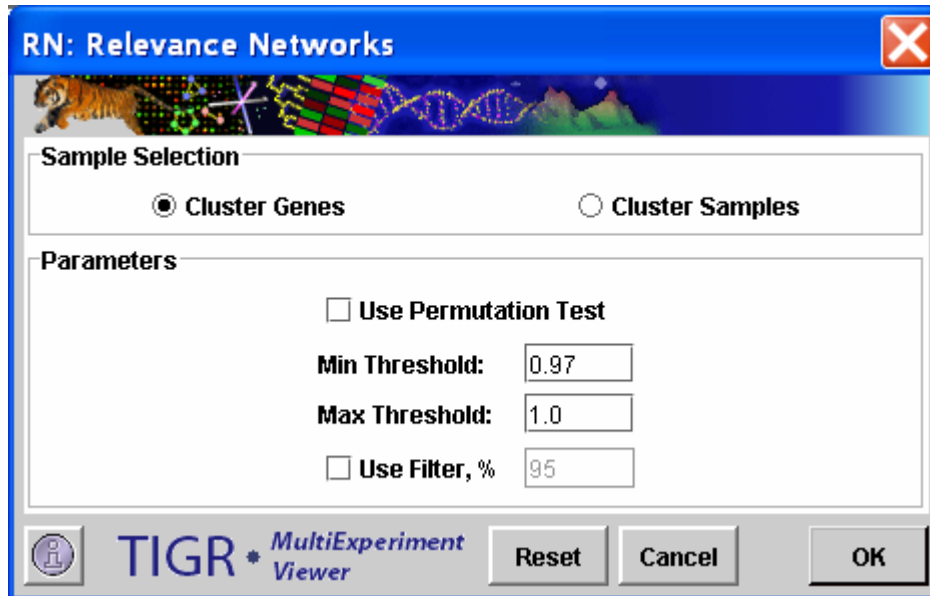 RN: Relevance Networks
Sample Selection
Cluster Genes Cluster Samples
Parameters
Use Permutation Test
Min Threshold: 0.97
Max Threshold: 1.0
Use Filter, % 95
TIGR MultiExperiment
Viewer
Reset Cancel OK